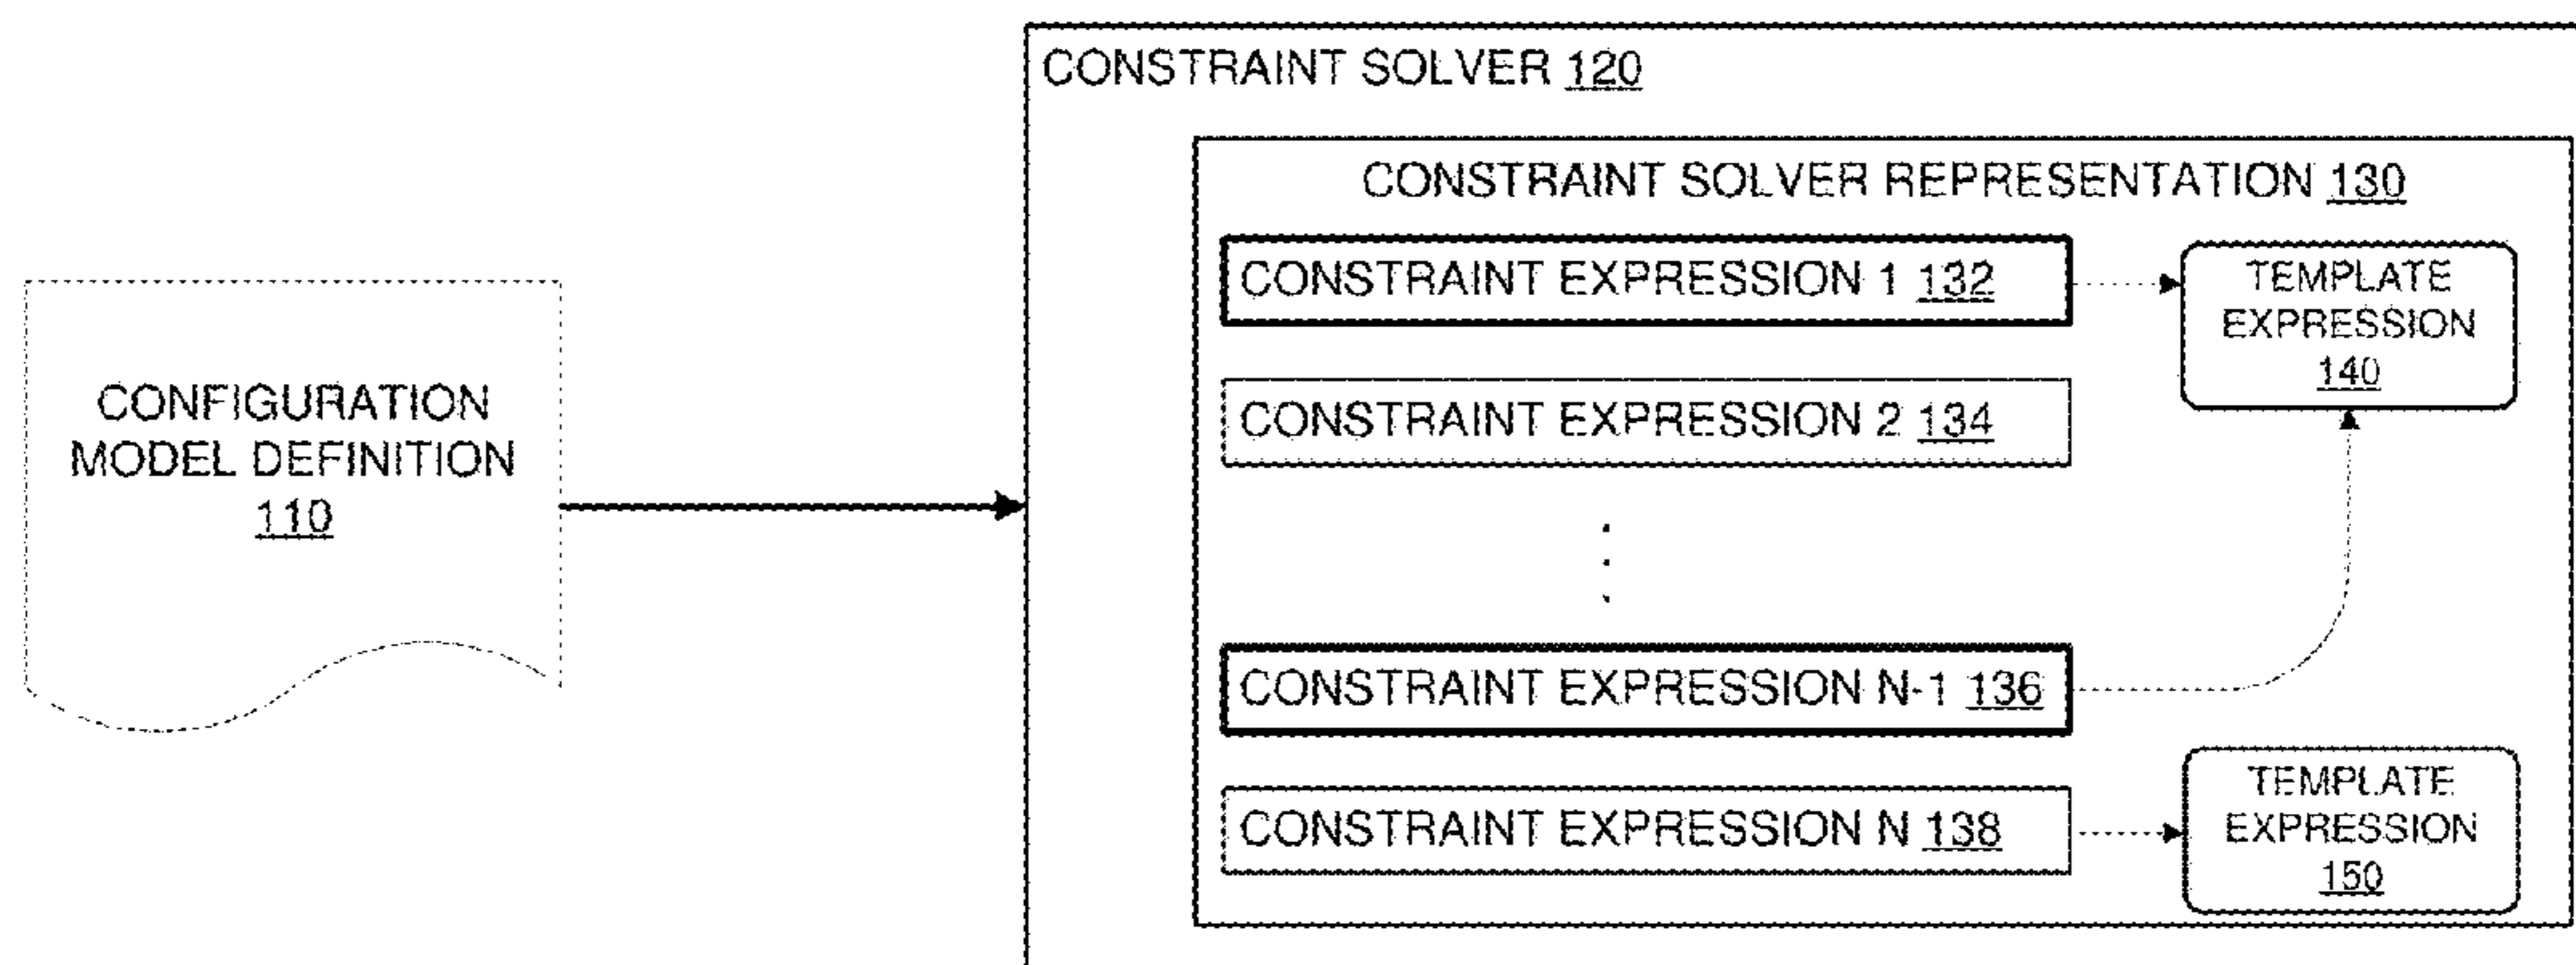 CONSTRAINT SOLVER 120
CONSTRAINT SOLVER REPRESENTATION 130
CONSTRAINT EXPRESSION 1 132
TEMPLATE
EXPRESSION
140
CONSTRAINT EXPRESSION 2 134
CONFIGURATION
MODEL DEFINITION
110
CONSTRAINT EXPRESSION N-1 136
CONSTRAINT EXPRESSION N 138
TEMPLATE
EXPRESSION
150